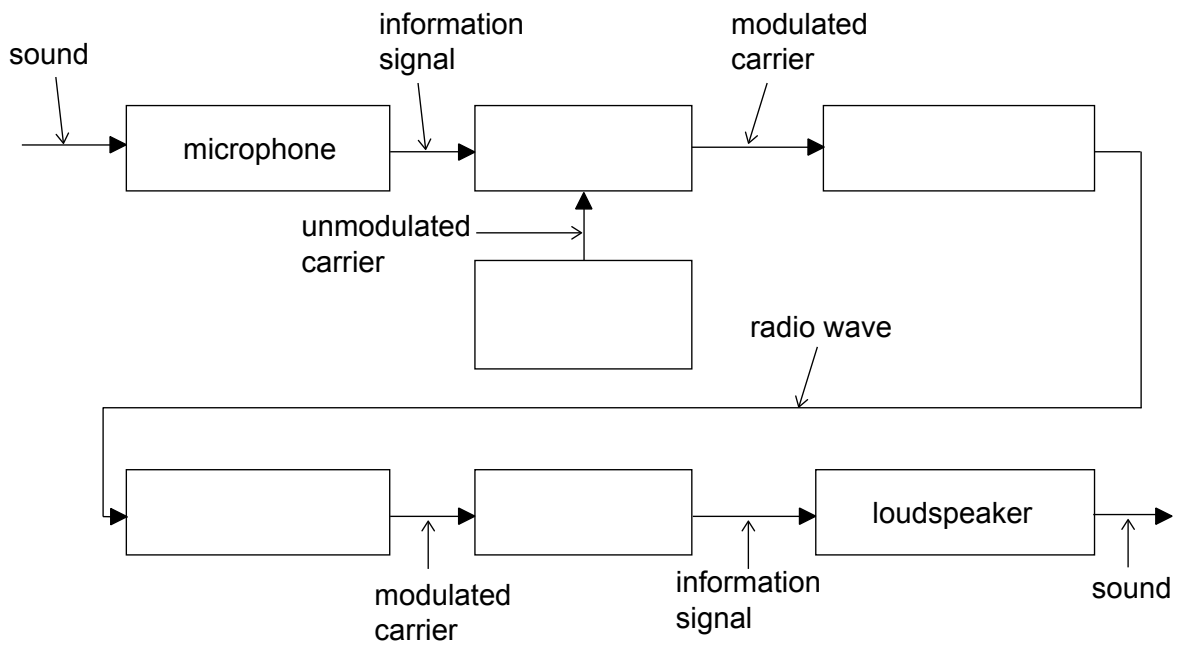 sound
information
signal
modulated
carrier
microphone
unmodulated
carrier
radio wave
loudspeaker
modulated
carrier
information
signal
sound